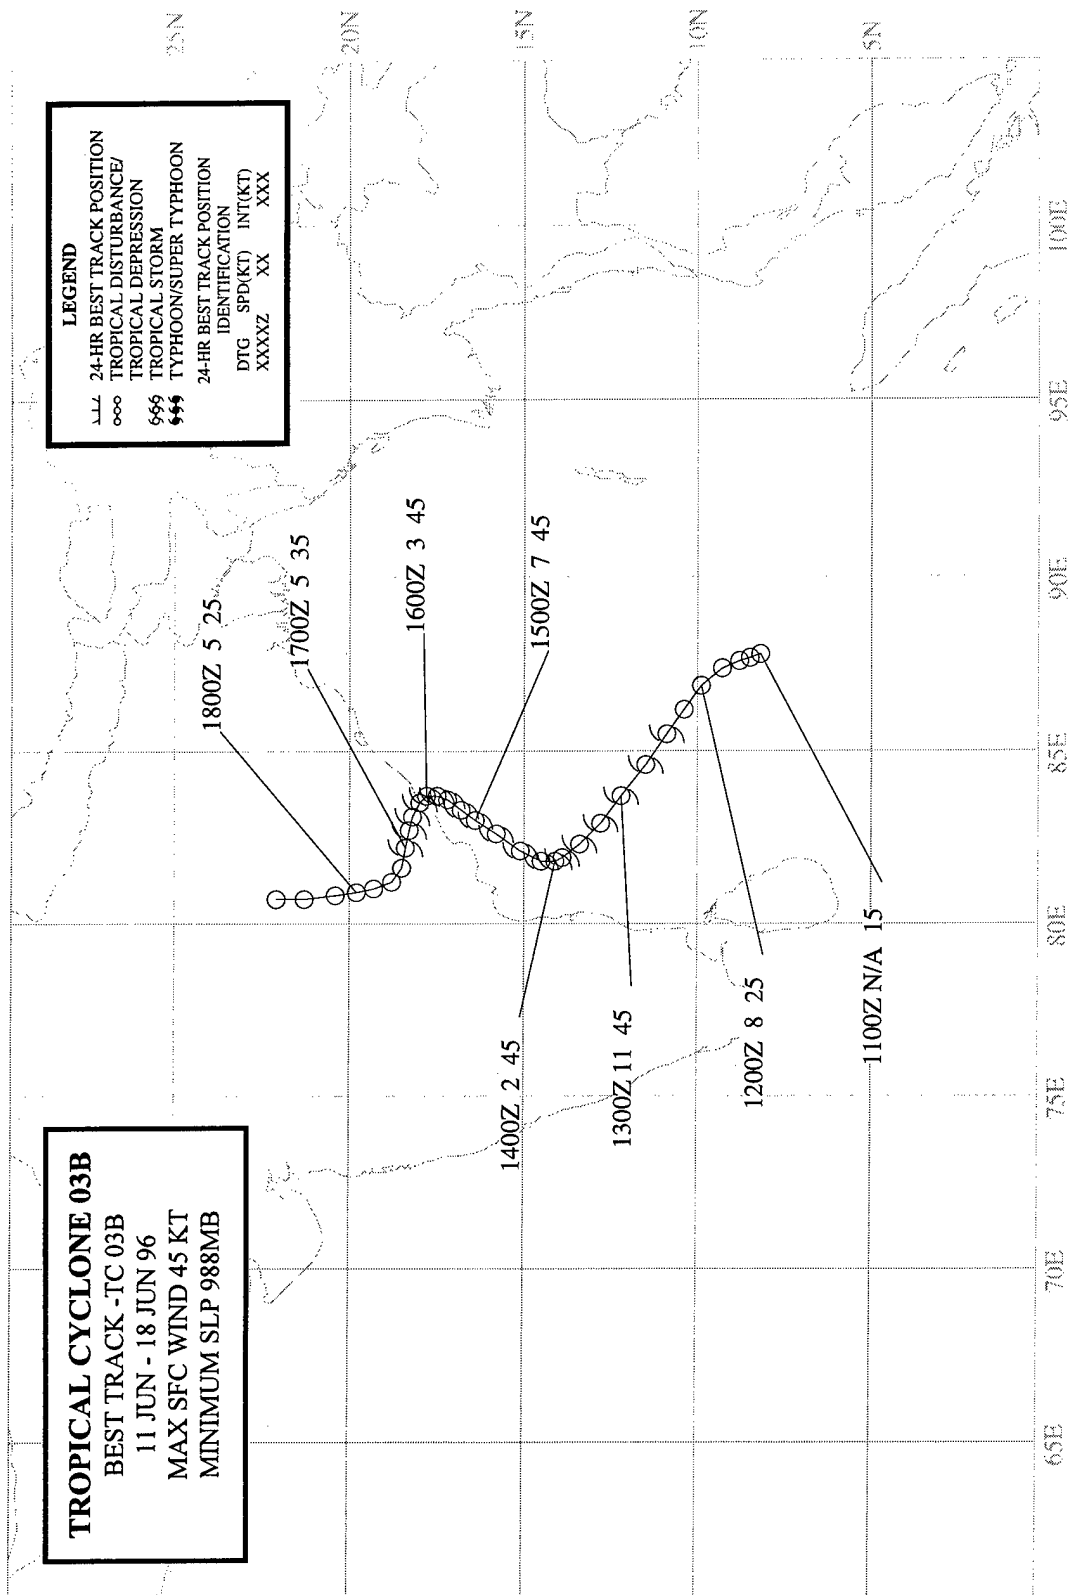 TROPICAL CYCLONE 03B
BEST TRACK -TC 03B
11 JUN - 18 JUN 96
MAX SFC WIND 45 KT
MINIMUM SLP 988MB
LEGEND
24-HR BEST TRACK POSITION
TROPICAL DISTURBANCE/
TROPICAL DEPRESSION
TROPICAL STORM
TYPHOON/SUPER TYPHOON
24-HR BEST TRACK POSITION
IDENTIFICATION
DTG SPD(KT) INT(KT)
XXXXZ XX XXX
25N
20N
15N
10N
5N
1800Z 5 25
1700Z 5 35
1600Z 3 45
1500Z 7 45
1400Z 2 45
1300Z 11 45
1200Z 8 25
1100Z N/A 15
65E
70E
75E
80E
85E
90E
95E
100E